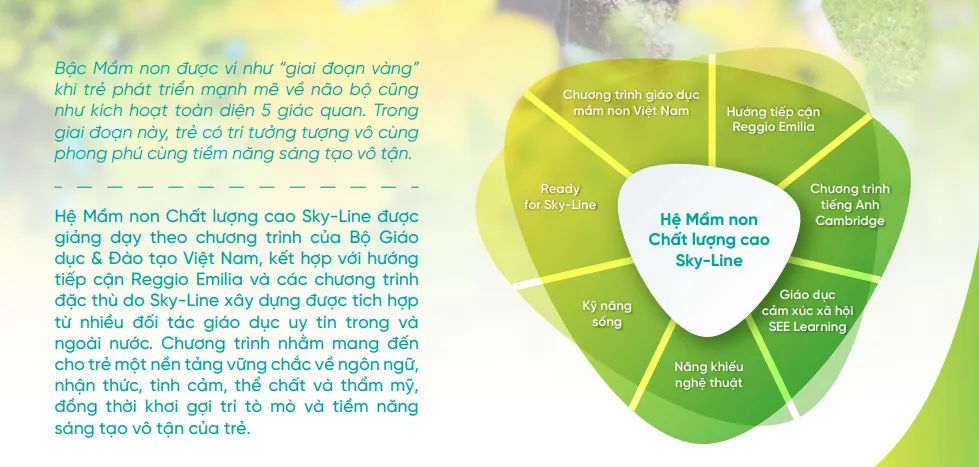 Bậc Mầm non được ví như “giai đoạn vàng”
khi trẻ phát triển mạnh mẽ về não bộ cũng
như kích hoạt toàn diện 5 giác quan. Trong
giai đoạn này, trẻ có trí tưởng tượng vô cùng
phong phú cùng tiềm năng sáng tạo vô tận.
Hệ Mầm non Chất lượng cao Sky-Line được
giảng dạy theo chương trình của Bộ Giáo
dục & Đào tạo Việt Nam, kết hợp với hướng
tiếp cận Reggio Emilia và các chương trình
đặc thù do Sky-Line xây dựng được tích hợp
từ nhiều đối tác giáo dục uy tín trong và
ngoài nước. Chương trình nhằm mang đến
cho trẻ một nền tảng vững chắc về ngôn ngữ,
nhận thức, tình cảm, thể chất và thẩm mỹ,
đồng thời khơi gợi trí tò mò và tiềm năng
sáng tạo vô tận của trẻ.
Chương trình giáo dục
mầm non Việt Nam
Hướng tiếp cận
Reggio Emilia
Chương trình
tiếng Anh
Cambridge
Giáo dục
cảm xúc xã hội
SEE Learning
Năng khiếu
nghệ thuật
Kỹ năng
sống
Ready
for Sky-Line
Hệ Mầm non
Chất lượng cao
Sky-Line